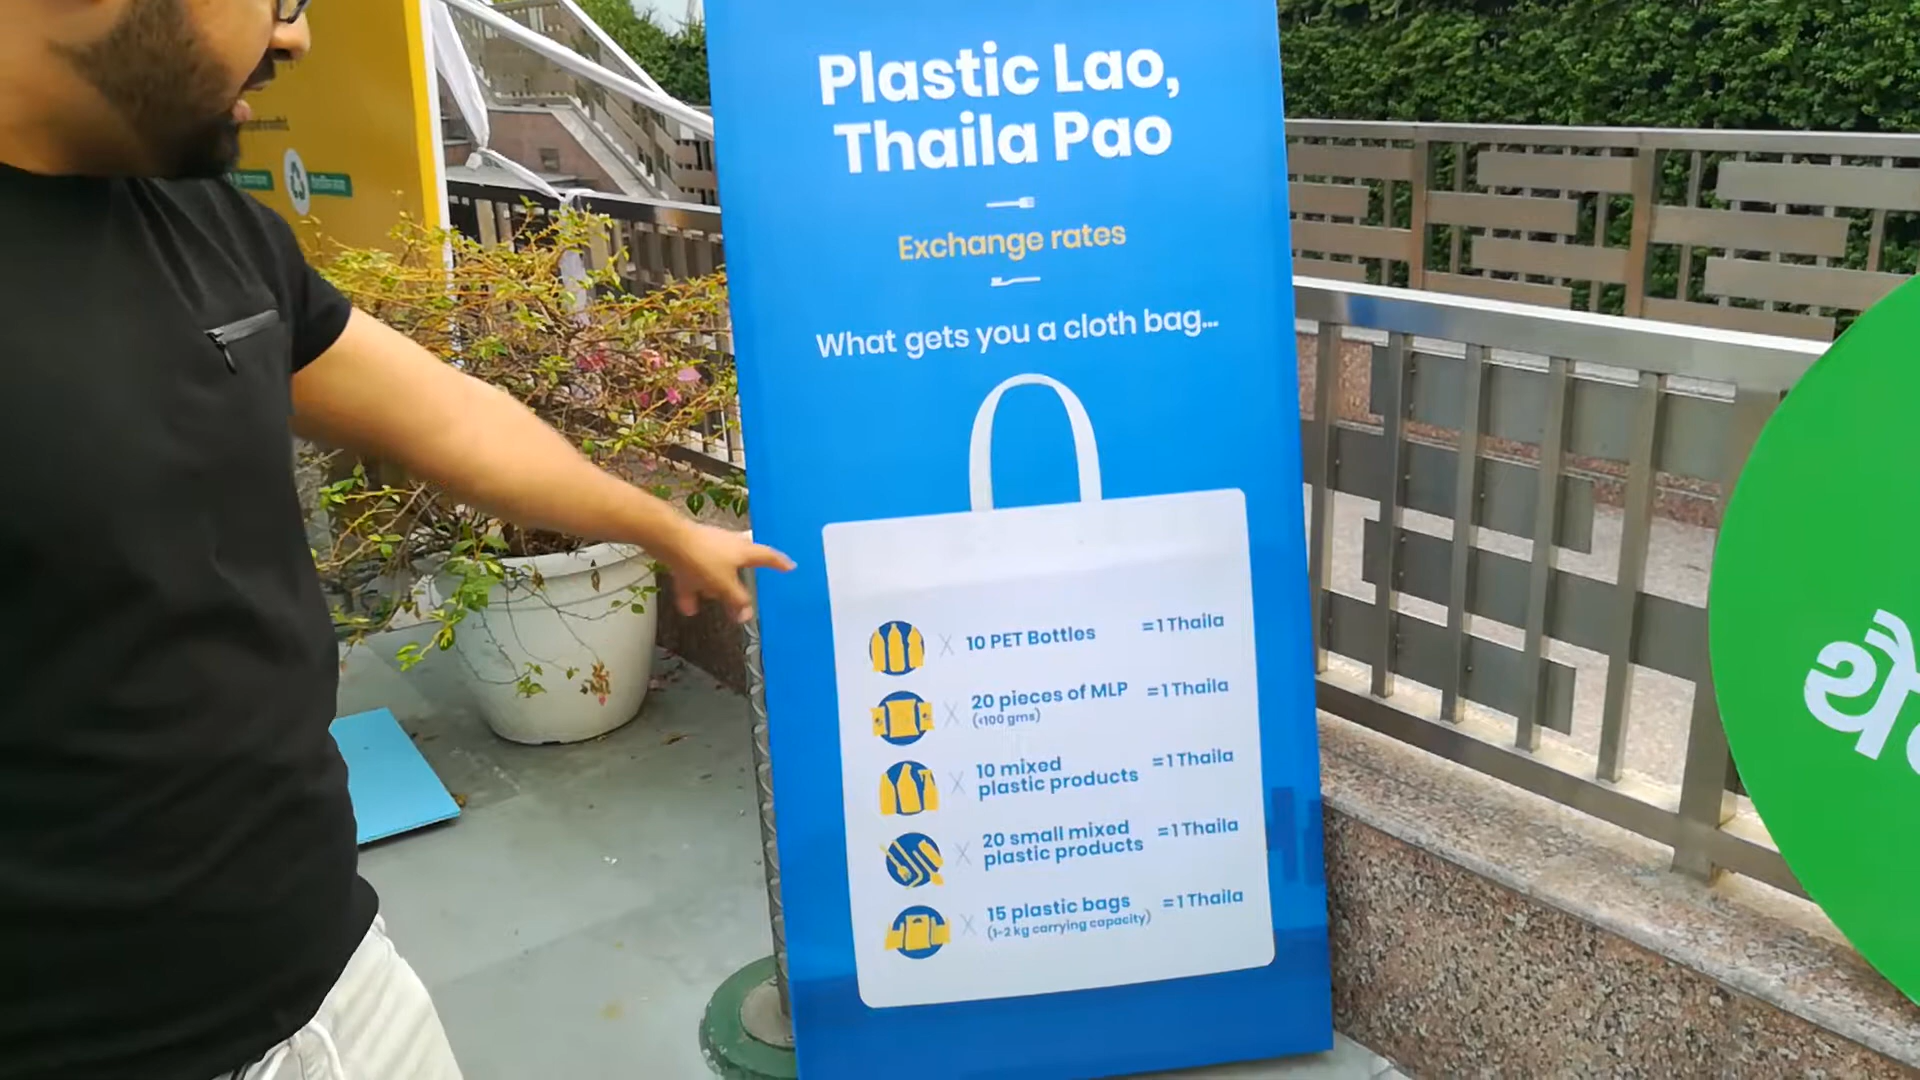 Plastic Lao,
Thaila Pao
Exchange rates
What gets you a cloth bag...
X 10 PET Bottles =1 Thaila
X 20 pieces of MLP =1 Thaila
(<100 gms)
X 10 mixed =1 Thaila
plastic products
X 20 small mixed =1 Thaila
plastic products
X 15 plastic bags =1 Thaila
(1-2 kg carrying capacity)